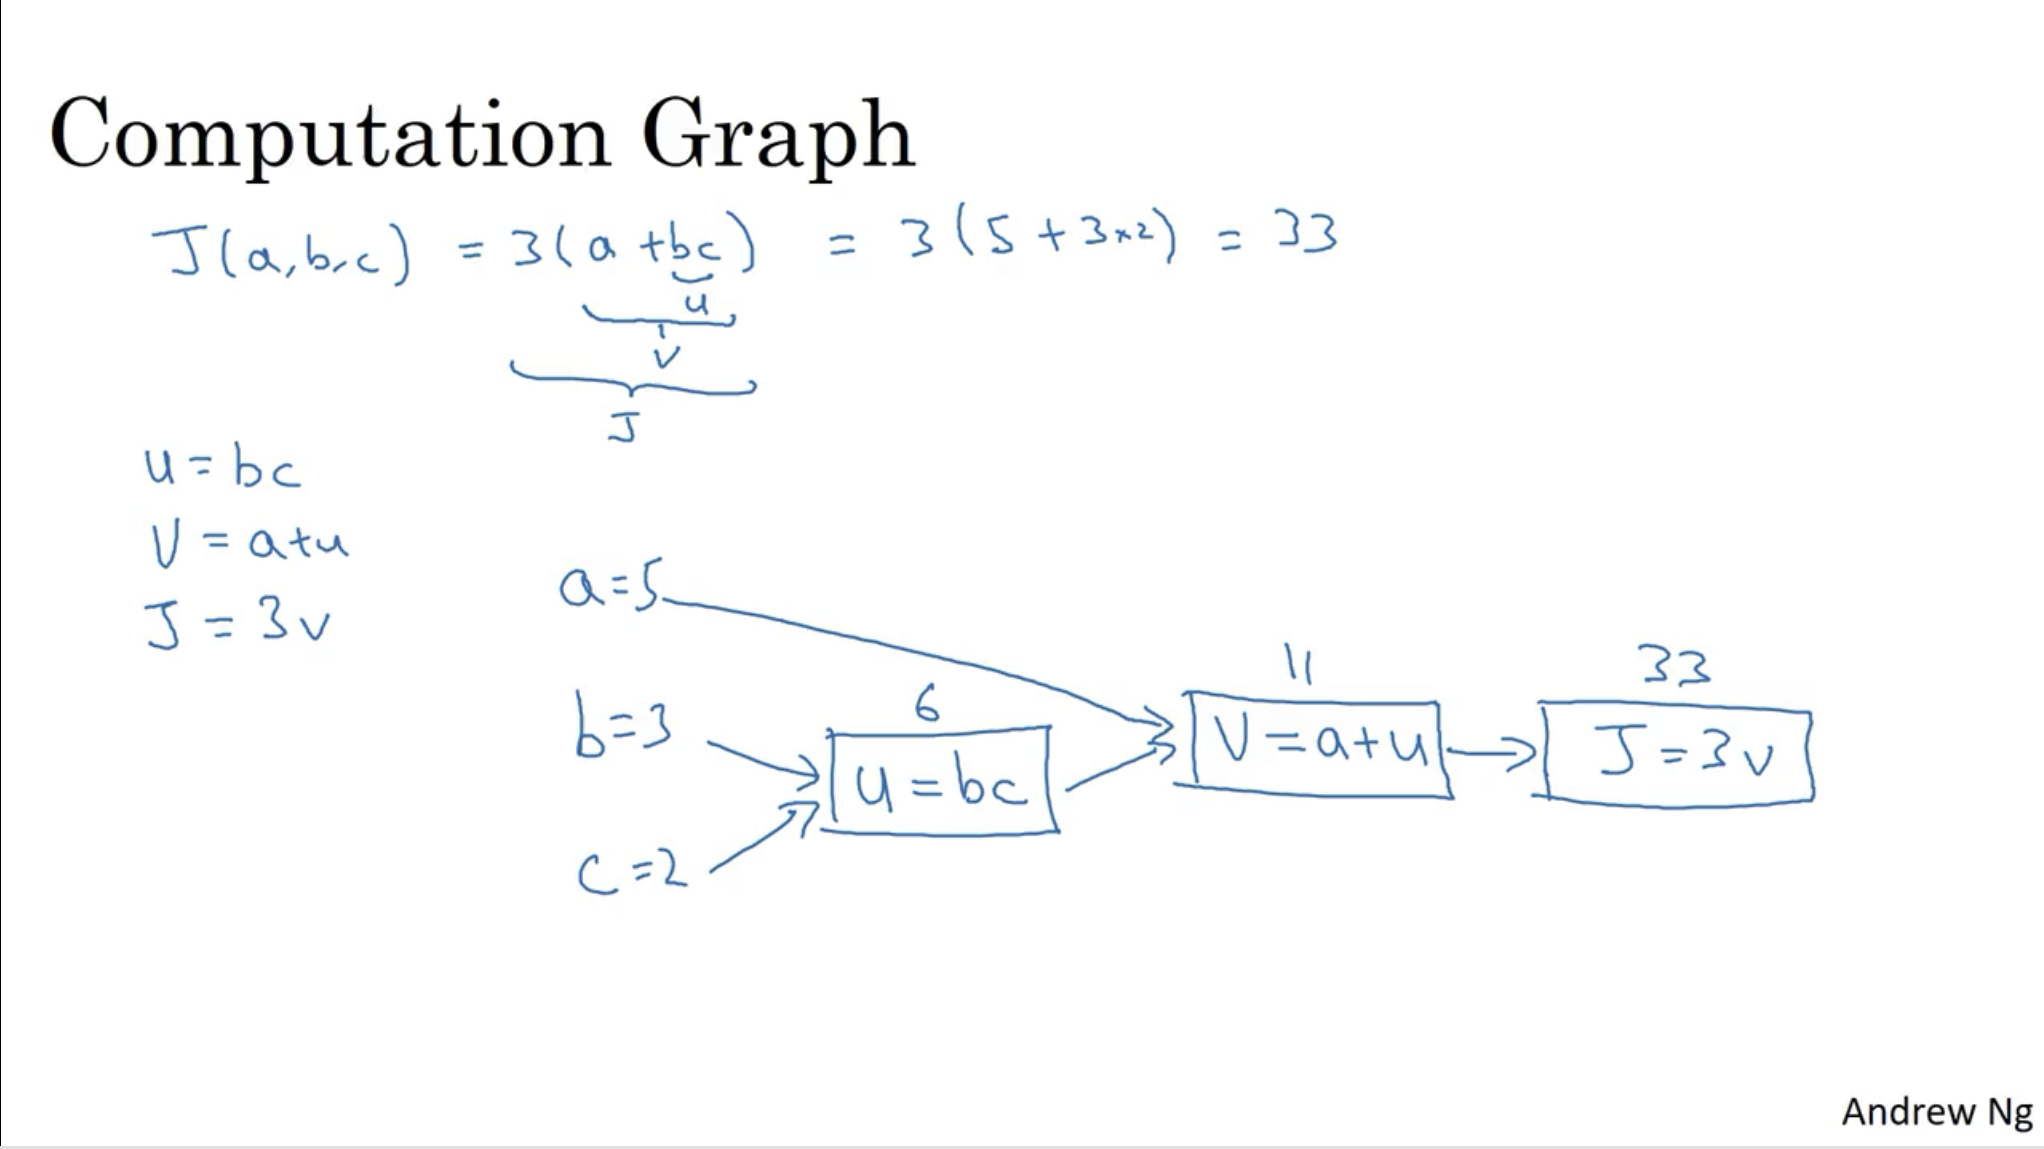 Computation Graph
J(a,b,c) = 3(a+bc) = 3(5+3×2) = 33
u
v
J
u = bc
V = a+u
J = 3v
a=5
11
33
6
b=3
V=a+u
J=3v
u=bc
c=2
Andrew Ng